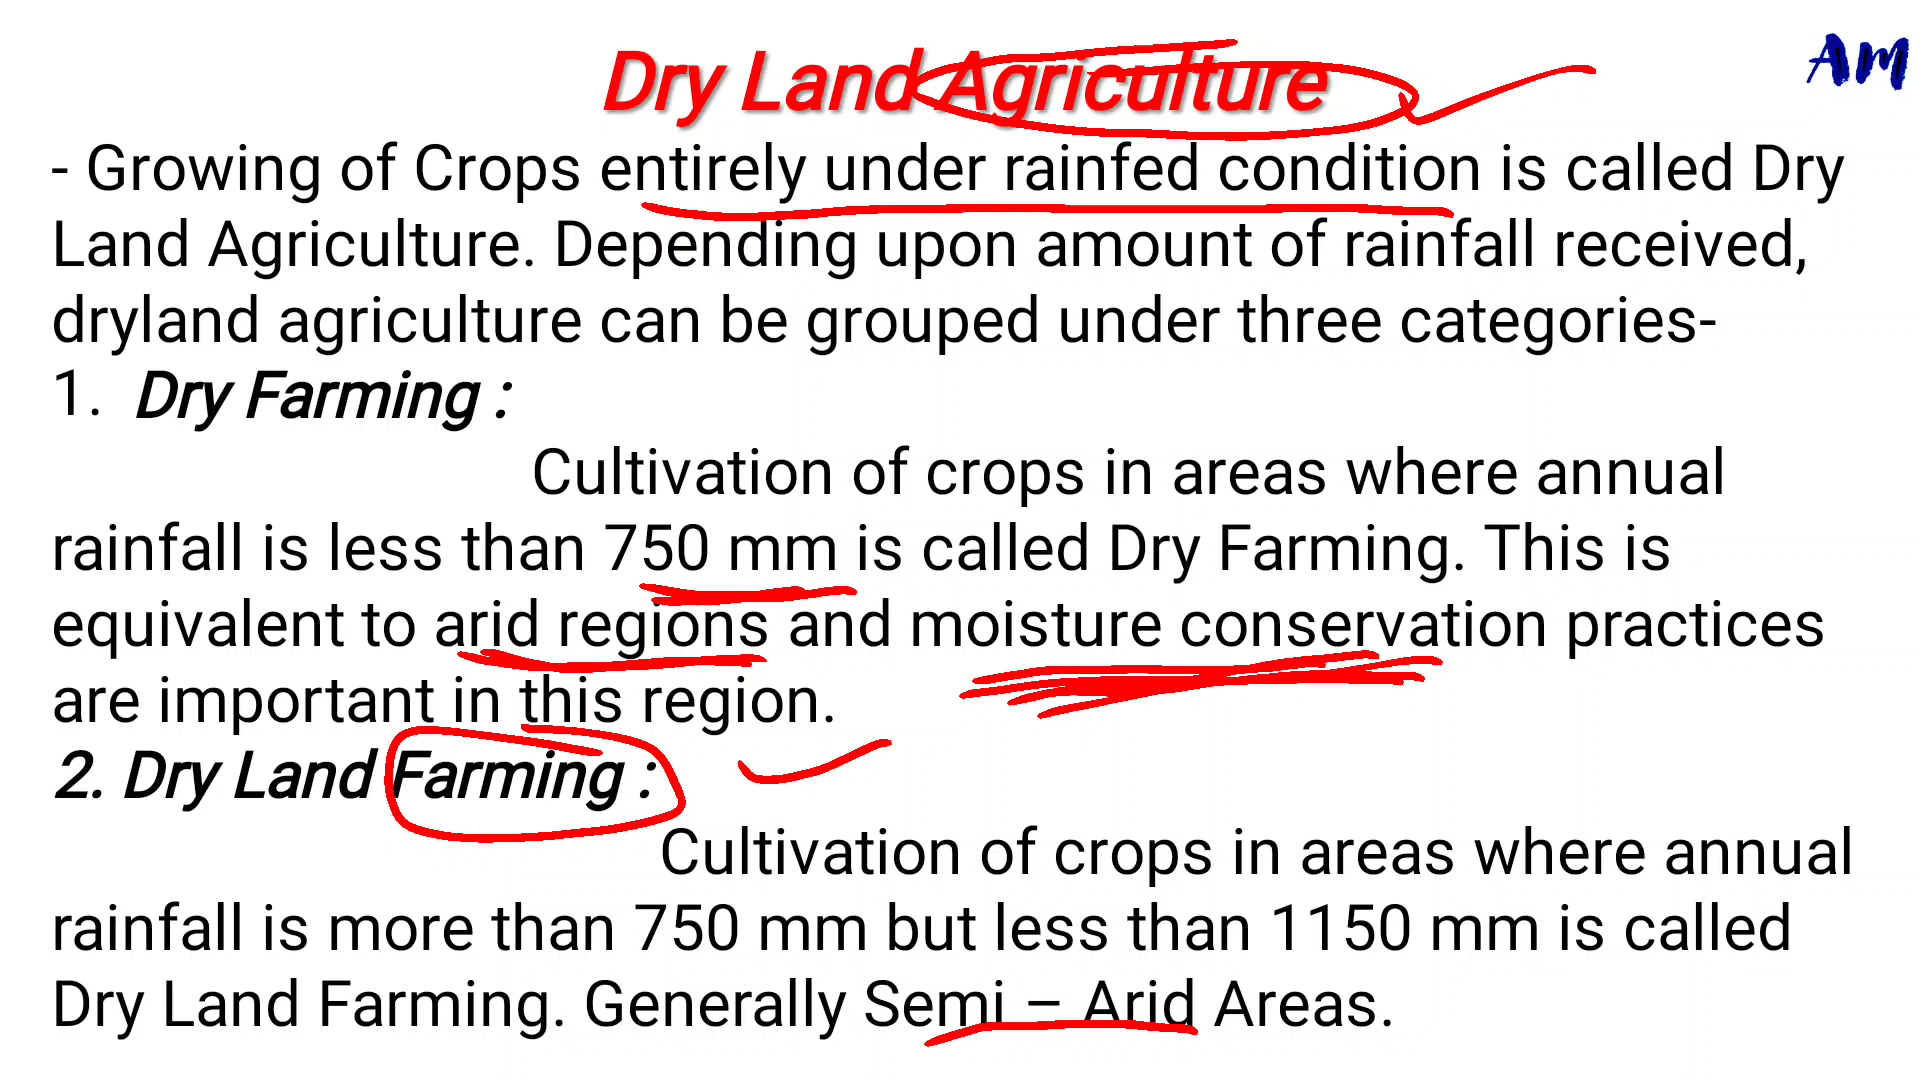 Dry Land Agriculture
AM
- Growing of Crops entirely under rainfed condition is called Dry
Land Agriculture. Depending upon amount of rainfall received,
dryland agriculture can be grouped under three categories-
1. Dry Farming :
Cultivation of crops in areas where annual
rainfall is less than 750 mm is called Dry Farming. This is
equivalent to arid regions and moisture conservation practices
are important in this region.
2. Dry Land Farming :
Cultivation of crops in areas where annual
rainfall is more than 750 mm but less than 1150 mm is called
Dry Land Farming. Generally Semi – Arid Areas.